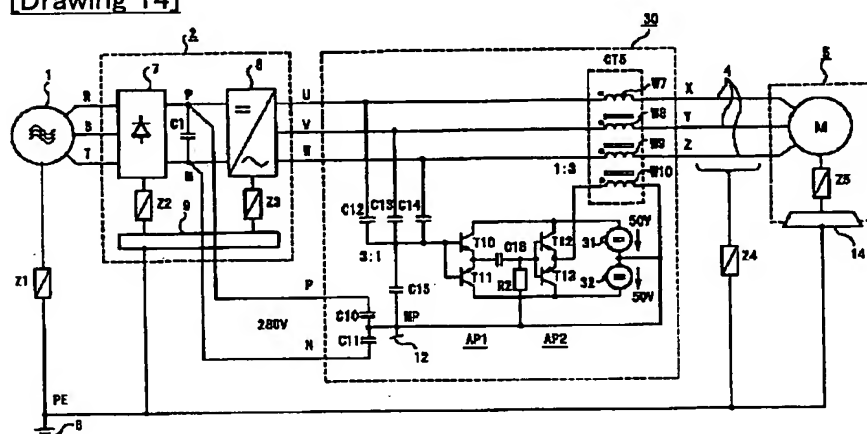 [Drawing 14]
30
2
CT5
5
1
7
8
W7
4
R
P
U
X
W8
S
C1
V
Y
M
W9
T
N
W
Z
1:3
W10
Z2
Z3
C12
C13
C14
Z5
9
50V
T10
C18
T12
31
14
3:1
T11
R2
T13
32
50V
Z4
Z1
P
C15
C10
MP
280V
N
C11
12
AP1
AP2
PE
6